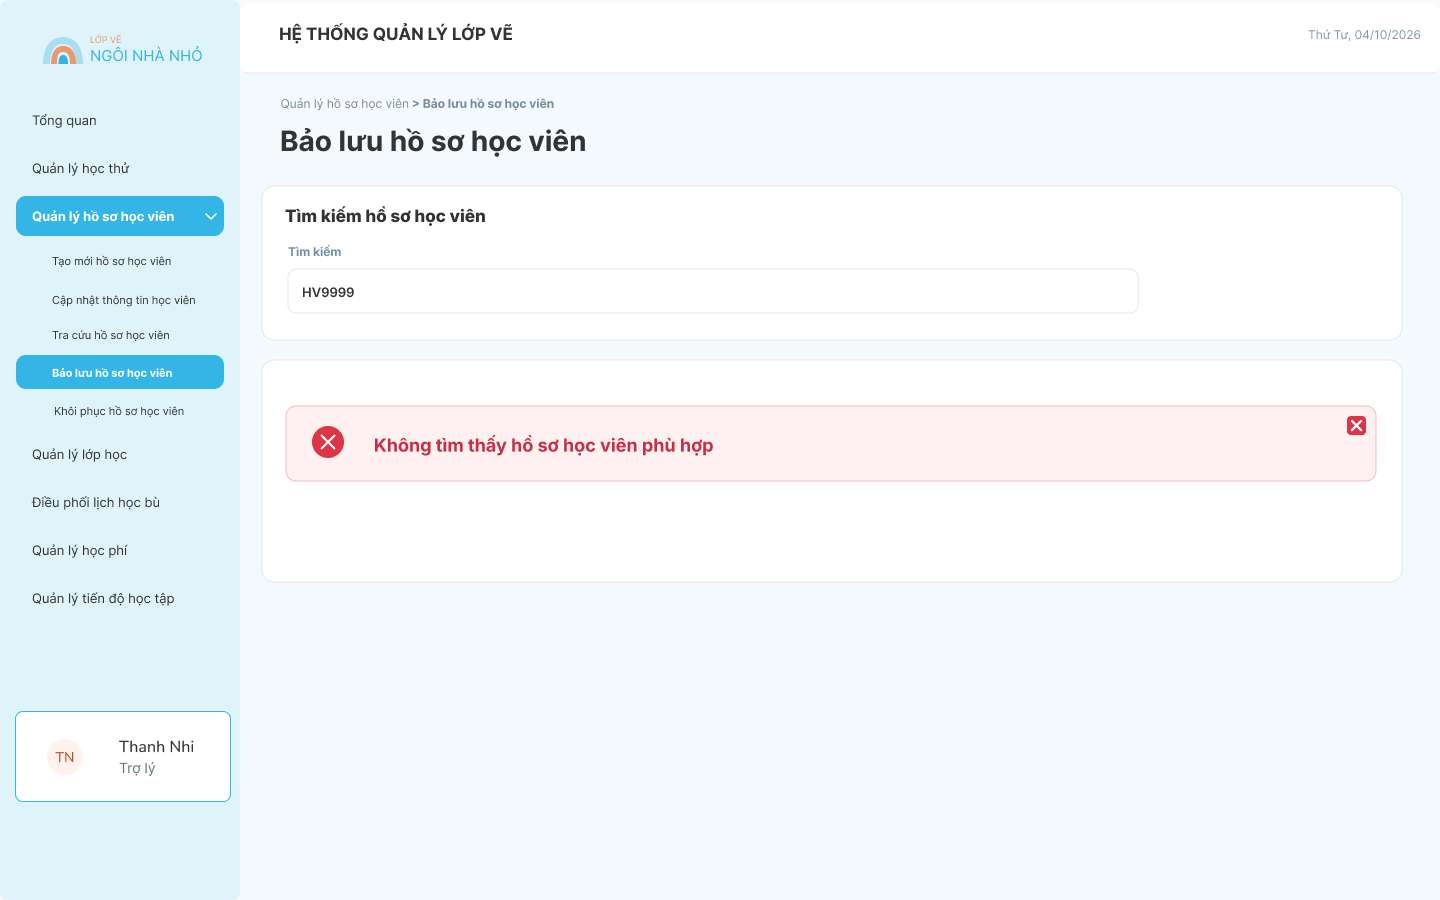 LỚP VẼ
NGÔI NHÀ NHỎ
HỆ THỐNG QUẢN LÝ LỚP VẼ
Thứ Tư, 04/10/2026
Tổng quan
Quản lý học thử
Quản lý hồ sơ học viên
Tạo mới hồ sơ học viên
Cập nhật thông tin học viên
Tra cứu hồ sơ học viên
Bảo lưu hồ sơ học viên
Khôi phục hồ sơ học viên
Quản lý lớp học
Điều phối lịch học bù
Quản lý học phí
Quản lý tiến độ học tập
TN
Thanh Nhi
Trợ lý
Quản lý hồ sơ học viên > Bảo lưu hồ sơ học viên
Bảo lưu hồ sơ học viên
Tìm kiếm hồ sơ học viên
Tìm kiếm
HV9999
Không tìm thấy hồ sơ học viên phù hợp